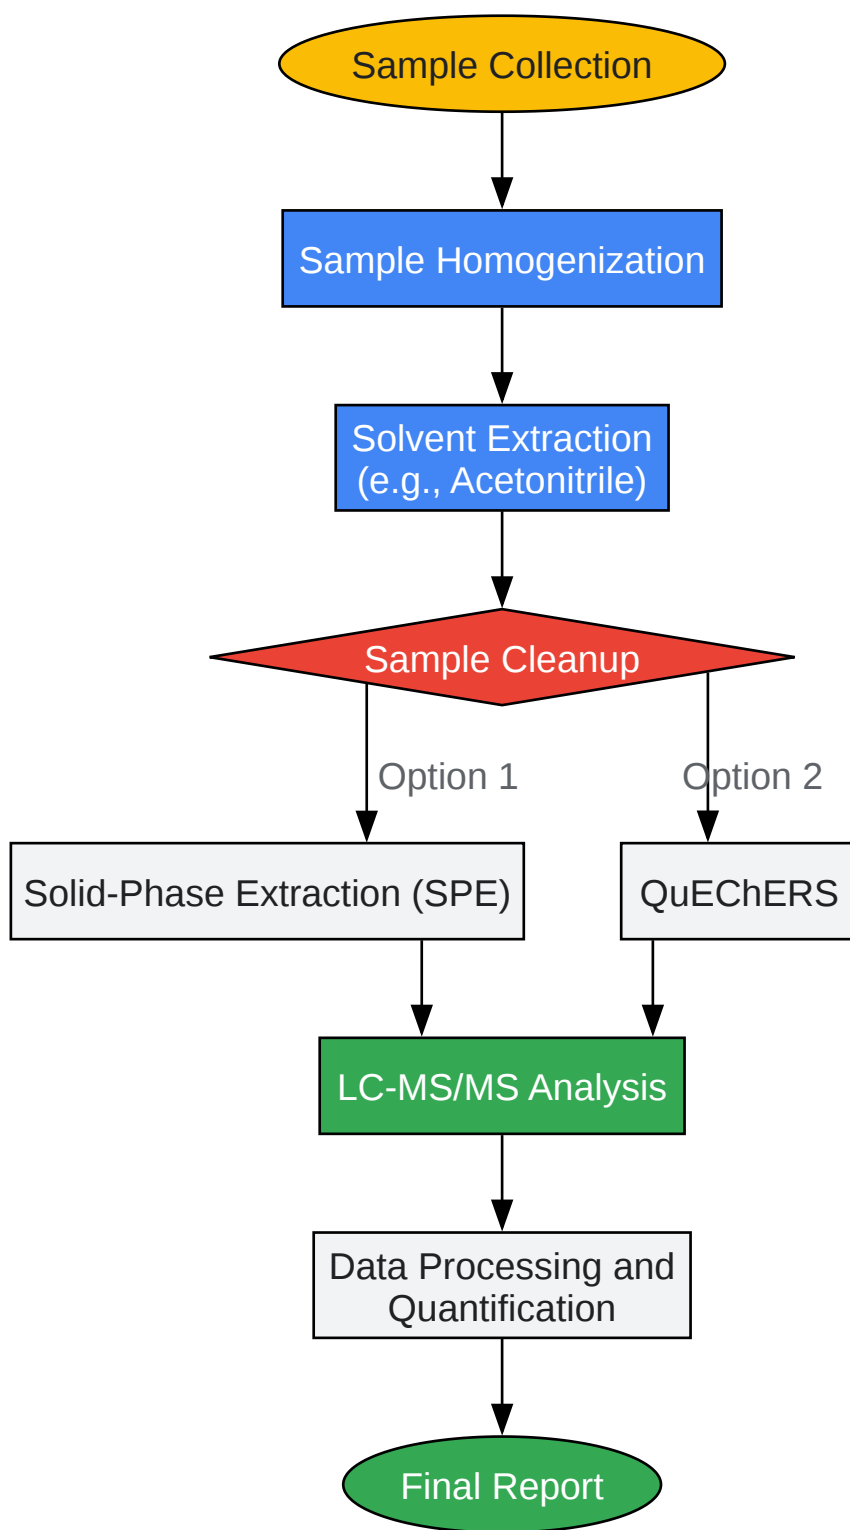 Sample Collection
Sample Homogenization
Solvent Extraction
(e.g., Acetonitrile)
Sample Cleanup
Option 1
Option 2
Solid-Phase Extraction (SPE)
QuEChERS
LC-MS/MS Analysis
Data Processing and
Quantification
Final Report